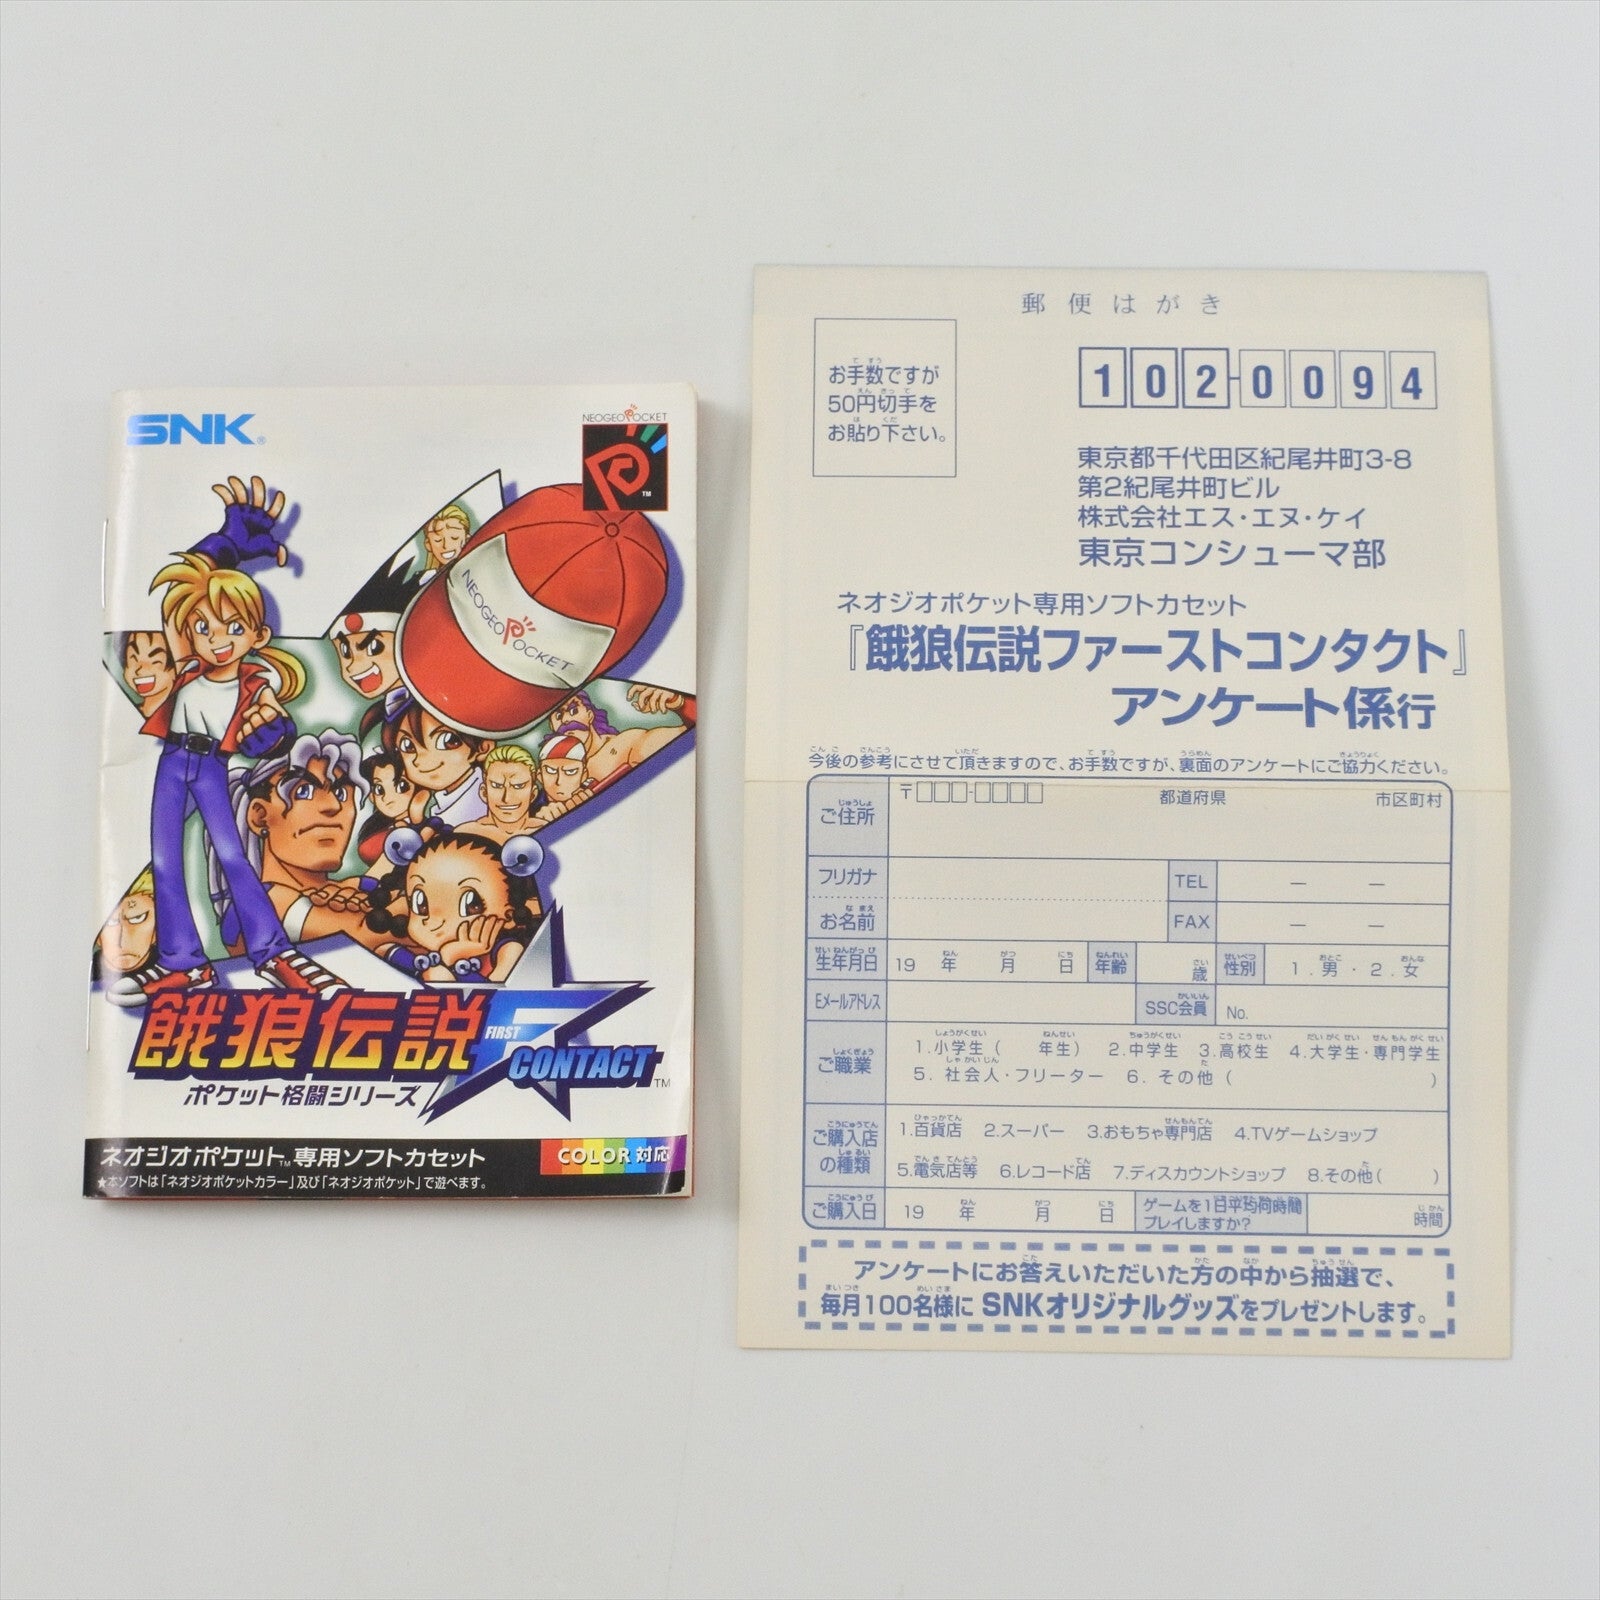 SNK®
NEOGEO POCKET
TM
NEOGEO POCKET
餓狼伝説
FIRST
CONTACT
TM
ポケット格闘シリーズ
ネオジオポケット™専用ソフトカセット
COLOR 対応
★本ソフトは「ネオジオポケットカラー」及び「ネオジオポケット」で遊べます。
郵便はがき
お手数ですが
50円切手を
お貼り下さい。
102-0094
東京都千代田区紀尾井町3-8
第2紀尾井町ビル
株式会社エス・エヌ・ケイ
東京コンシューマ部
ネオジオポケット専用ソフトカセット
『餓狼伝説ファーストコンタクト』
アンケート係行
今後の参考にさせて頂きますので、お手数ですが、裏面のアンケートにご協力ください。
ご住所 〒□□□-□□□□ 都道府県 市区町村
フリガナ TEL — —
お名前 FAX — —
生年月日 19 年 月 日 年齢 歳 性別 1.男・2.女
Eメールアドレス SSC会員 No.
ご職業 1.小学生( 年生) 2.中学生 3.高校生 4.大学生・専門学生
5.社会人・フリーター 6.その他( )
ご購入店の種類 1.百貨店 2.スーパー 3.おもちゃ専門店 4.TVゲームショップ
5.電気店等 6.レコード店 7.ディスカウントショップ 8.その他( )
ご購入日 19 年 月 日 ゲームを1日平均何時間プレイしますか? 時間
アンケートにお答えいただいた方の中から抽選で、
毎月100名様に SNKオリジナルグッズをプレゼントします。